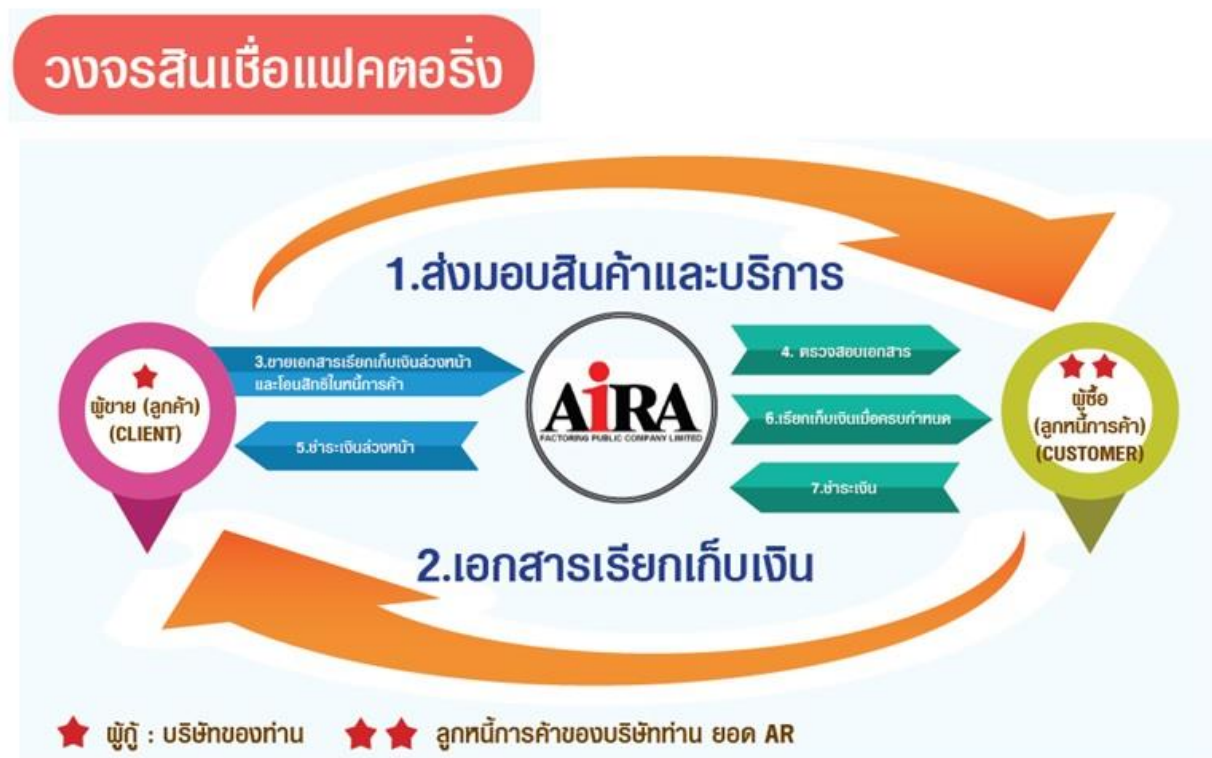 วงจรสินเชื่อแฟคตอริ่ง
1.ส่งมอบสินค้าและบริการ
ผู้ขาย (ลูกค้า)
(CLIENT)
3.ขายเอกสารเรียกเก็บเงินล่วงหน้า
และโอนสิทธิในหนี้การค้า
5.ชำระเงินล่วงหน้า
AiRA
FACTORING PUBLIC COMPANY LIMITED
4. ตรวจสอบเอกสาร
6.เรียกเก็บเงินเมื่อครบกำหนด
7.ชำระเงิน
ผู้ซื้อ
(ลูกหนี้การค้า)
(CUSTOMER)
2.เอกสารเรียกเก็บเงิน
ผู้กู้ : บริษัทของท่าน
ลูกหนี้การค้าของบริษัทท่าน ยอด AR